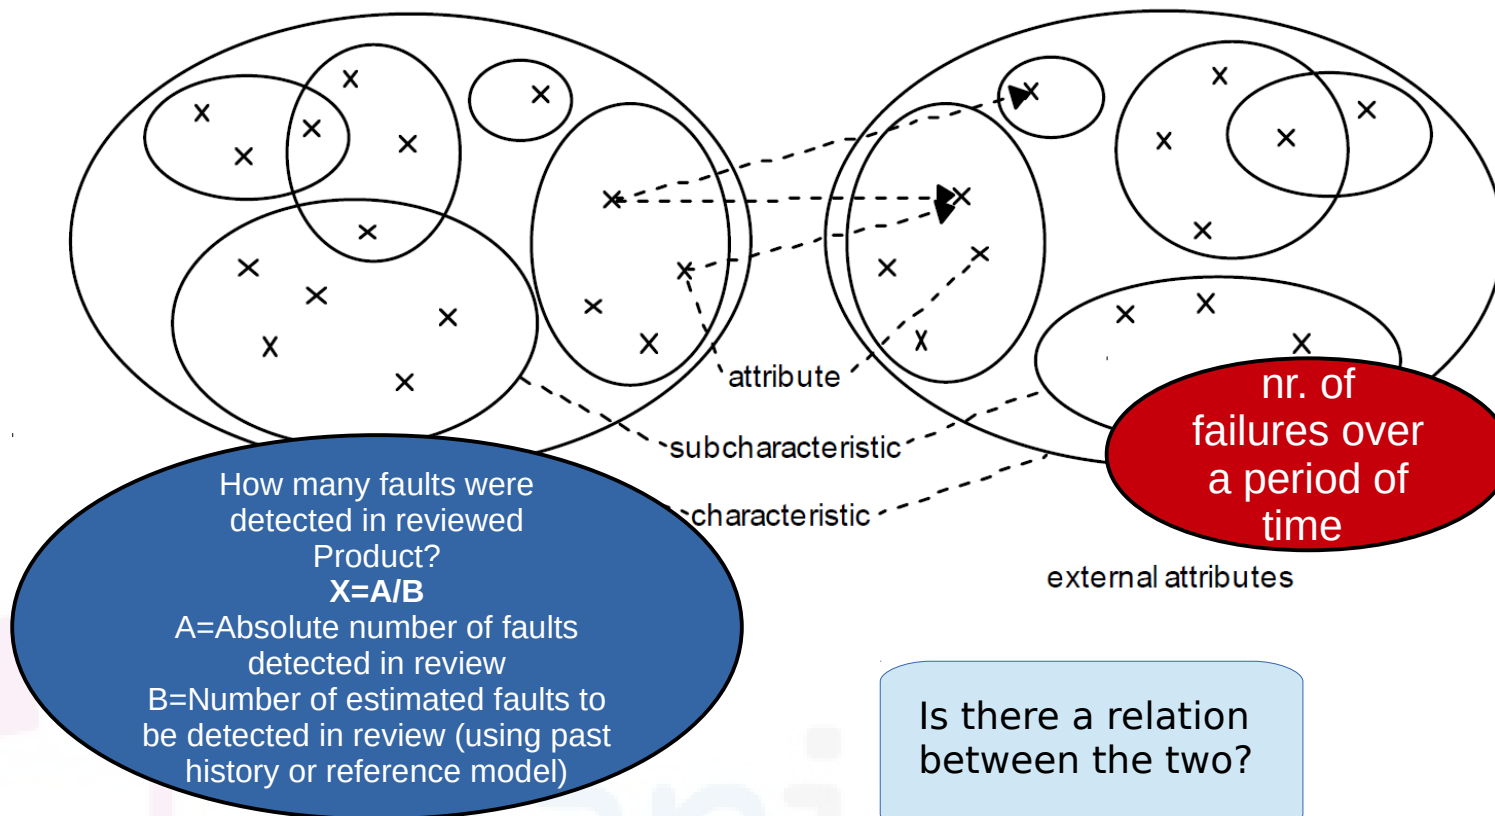 attribute
subcharacteristic
characteristic
external attributes
nr. of
failures over
a period of
time
How many faults were
detected in reviewed
Product?
X=A/B
A=Absolute number of faults
detected in review
B=Number of estimated faults to
be detected in review (using past
history or reference model)
Is there a relation
between the two?